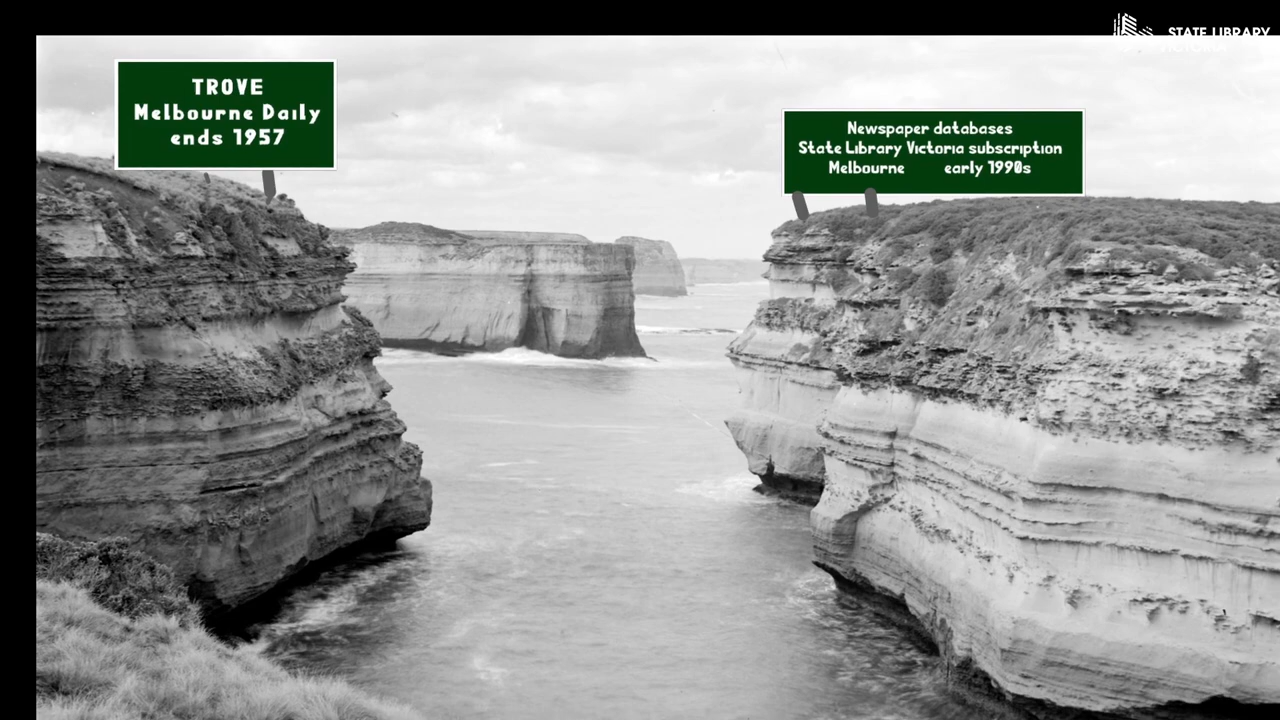 STATE LIBRARY
VICTORIA
TROVE
Melbourne Daily
ends 1957
Newspaper databases
State Library Victoria subscription
Melbourne early 1990s